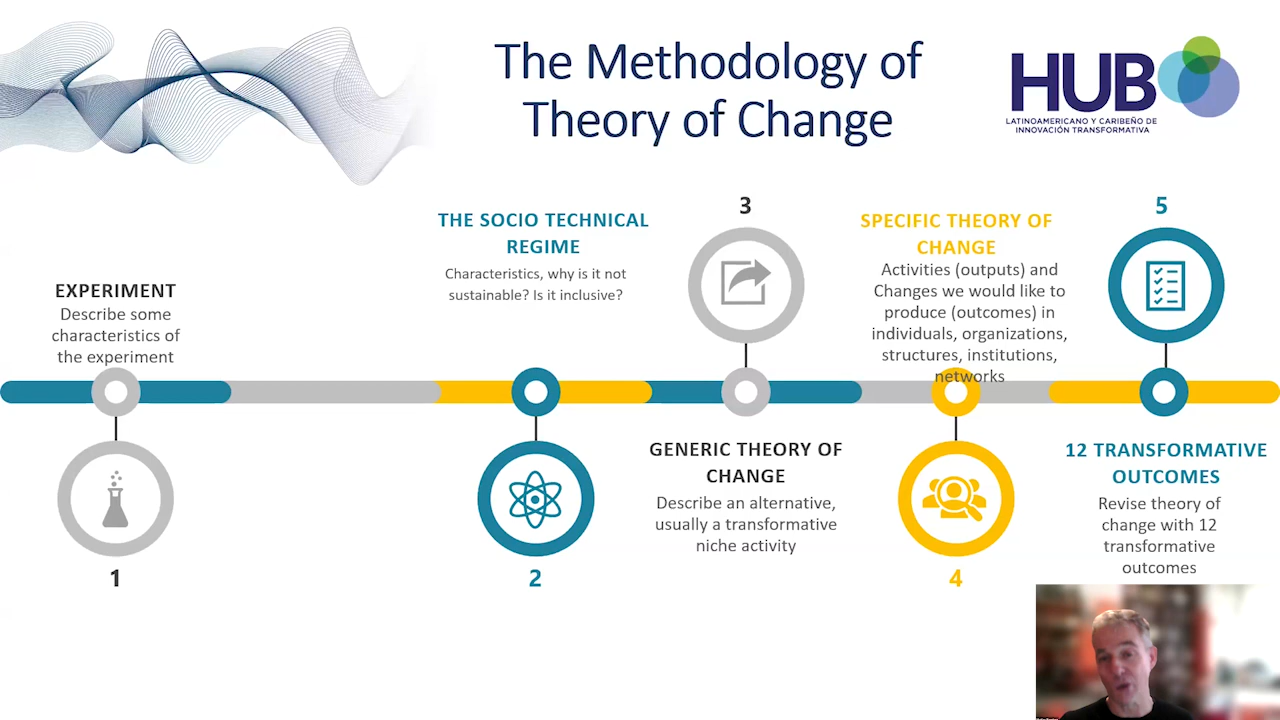 The Methodology of
Theory of Change
HUB
LATINOAMERICANO Y CARIBEÑO DE
INNOVACIÓN TRANSFORMATIVA
EXPERIMENT
Describe some
characteristics of
the experiment
1
THE SOCIO TECHNICAL
REGIME
Characteristics, why is it not
sustainable? Is it inclusive?
2
3
GENERIC THEORY OF
CHANGE
Describe an alternative,
usually a transformative
niche activity
SPECIFIC THEORY OF
CHANGE
Activities (outputs) and
Changes we would like to
produce (outcomes) in
individuals, organizations,
structures, institutions,
networks
4
5
12 TRANSFORMATIVE
OUTCOMES
Revise theory of
change with 12
transformative
outcomes